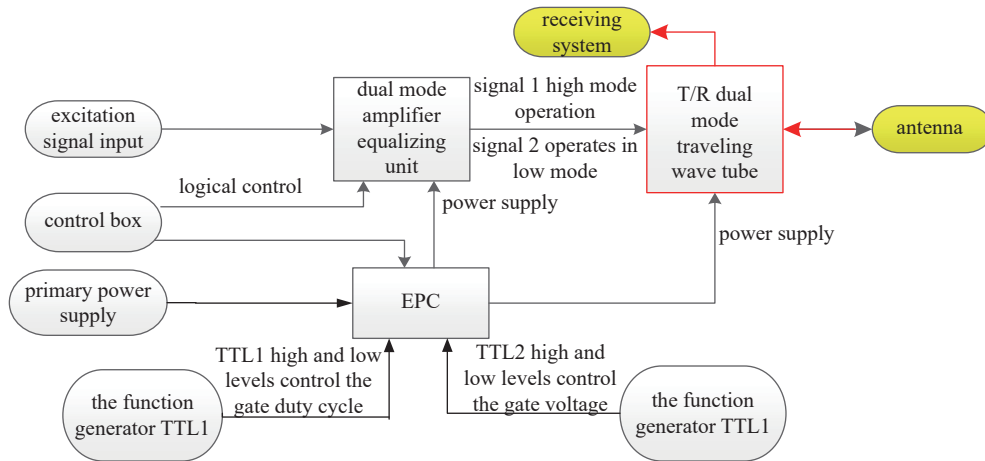 receiving
system
dual mode
amplifier
equalizing
unit
signal 1 high mode
operation
signal 2 operates in
low mode
T/R dual
mode
traveling
wave tube
antenna
excitation
signal input
logical control
control box
power supply
power supply
primary power
supply
EPC
TTL1 high and low
levels control the
gate duty cycle
TTL2 high and
low levels control
the gate voltage
the function
generator TTL1
the function
generator TTL1